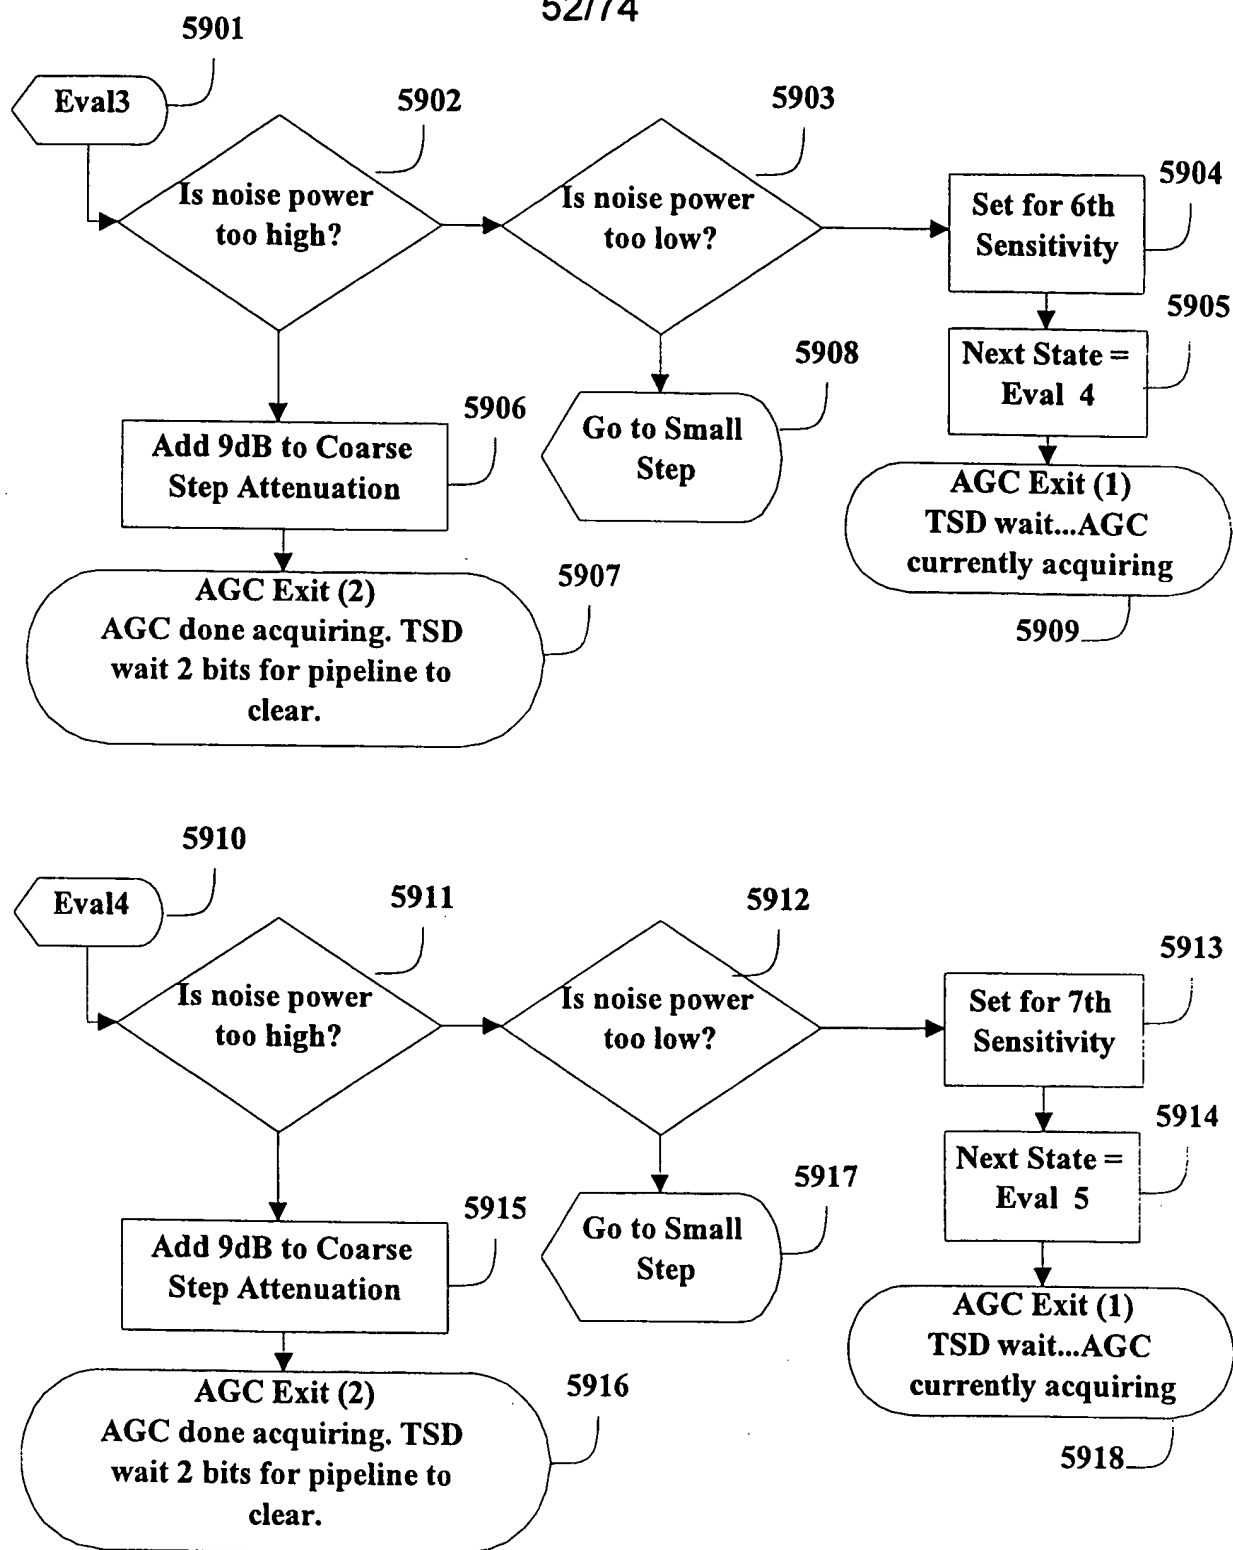 52/74
5901
Eval3
5902
5903
Is noise power
too high?
Is noise power
too low?
5904
Set for 6th
Sensitivity
5905
Next State =
Eval 4
5906
Add 9dB to Coarse
Step Attenuation
5908
Go to Small
Step
AGC Exit (1)
TSD wait...AGC
currently acquiring
5909
5907
AGC Exit (2)
AGC done acquiring. TSD
wait 2 bits for pipeline to
clear.
5910
Eval4
5911
5912
Is noise power
too high?
Is noise power
too low?
5913
Set for 7th
Sensitivity
5914
Next State =
Eval 5
5915
Add 9dB to Coarse
Step Attenuation
5917
Go to Small
Step
AGC Exit (1)
TSD wait...AGC
currently acquiring
5918
5916
AGC Exit (2)
AGC done acquiring. TSD
wait 2 bits for pipeline to
clear.